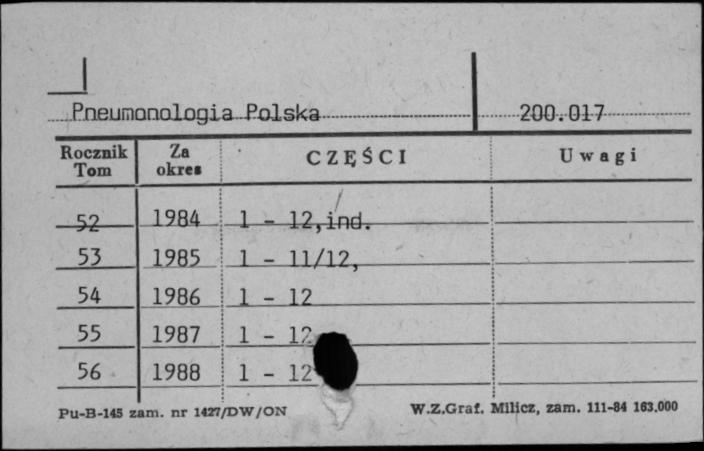 Pneumonologia Polska 200.017
Rocznik Tom Za okres CZĘŚCI Uwagi
52 1984 1 - 12,ind.
53 1985 1 - 11/12,
54 1986 1 - 12
55 1987 1 - 12
56 1988 1 - 12
Pu-B-145 zam. nr 1427/DW/ON W.Z.Graf. Milicz, zam. 111-84 163.000